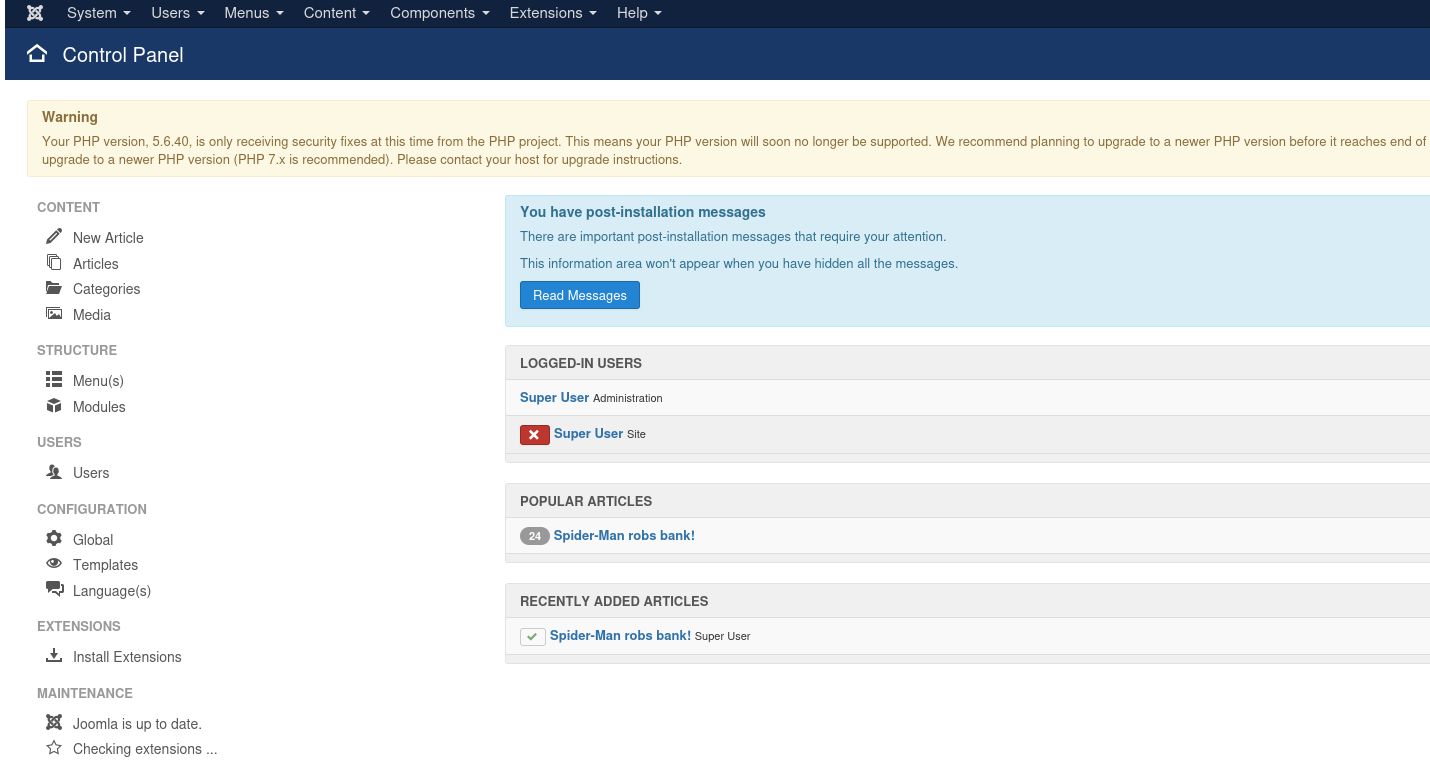 System Users Menus Content Components Extensions Help
Control Panel
Warning
Your PHP version, 5.6.40, is only receiving security fixes at this time from the PHP project. This means your PHP version will soon no longer be supported. We recommend planning to upgrade to a newer PHP version before it reaches end of
upgrade to a newer PHP version (PHP 7.x is recommended). Please contact your host for upgrade instructions.
CONTENT
New Article
Articles
Categories
Media
STRUCTURE
Menu(s)
Modules
USERS
Users
CONFIGURATION
Global
Templates
Language(s)
EXTENSIONS
Install Extensions
MAINTENANCE
Joomla is up to date.
Checking extensions ...
You have post-installation messages
There are important post-installation messages that require your attention.
This information area won't appear when you have hidden all the messages.
Read Messages
LOGGED-IN USERS
Super User Administration
Super User Site
POPULAR ARTICLES
24 Spider-Man robs bank!
RECENTLY ADDED ARTICLES
Spider-Man robs bank! Super User